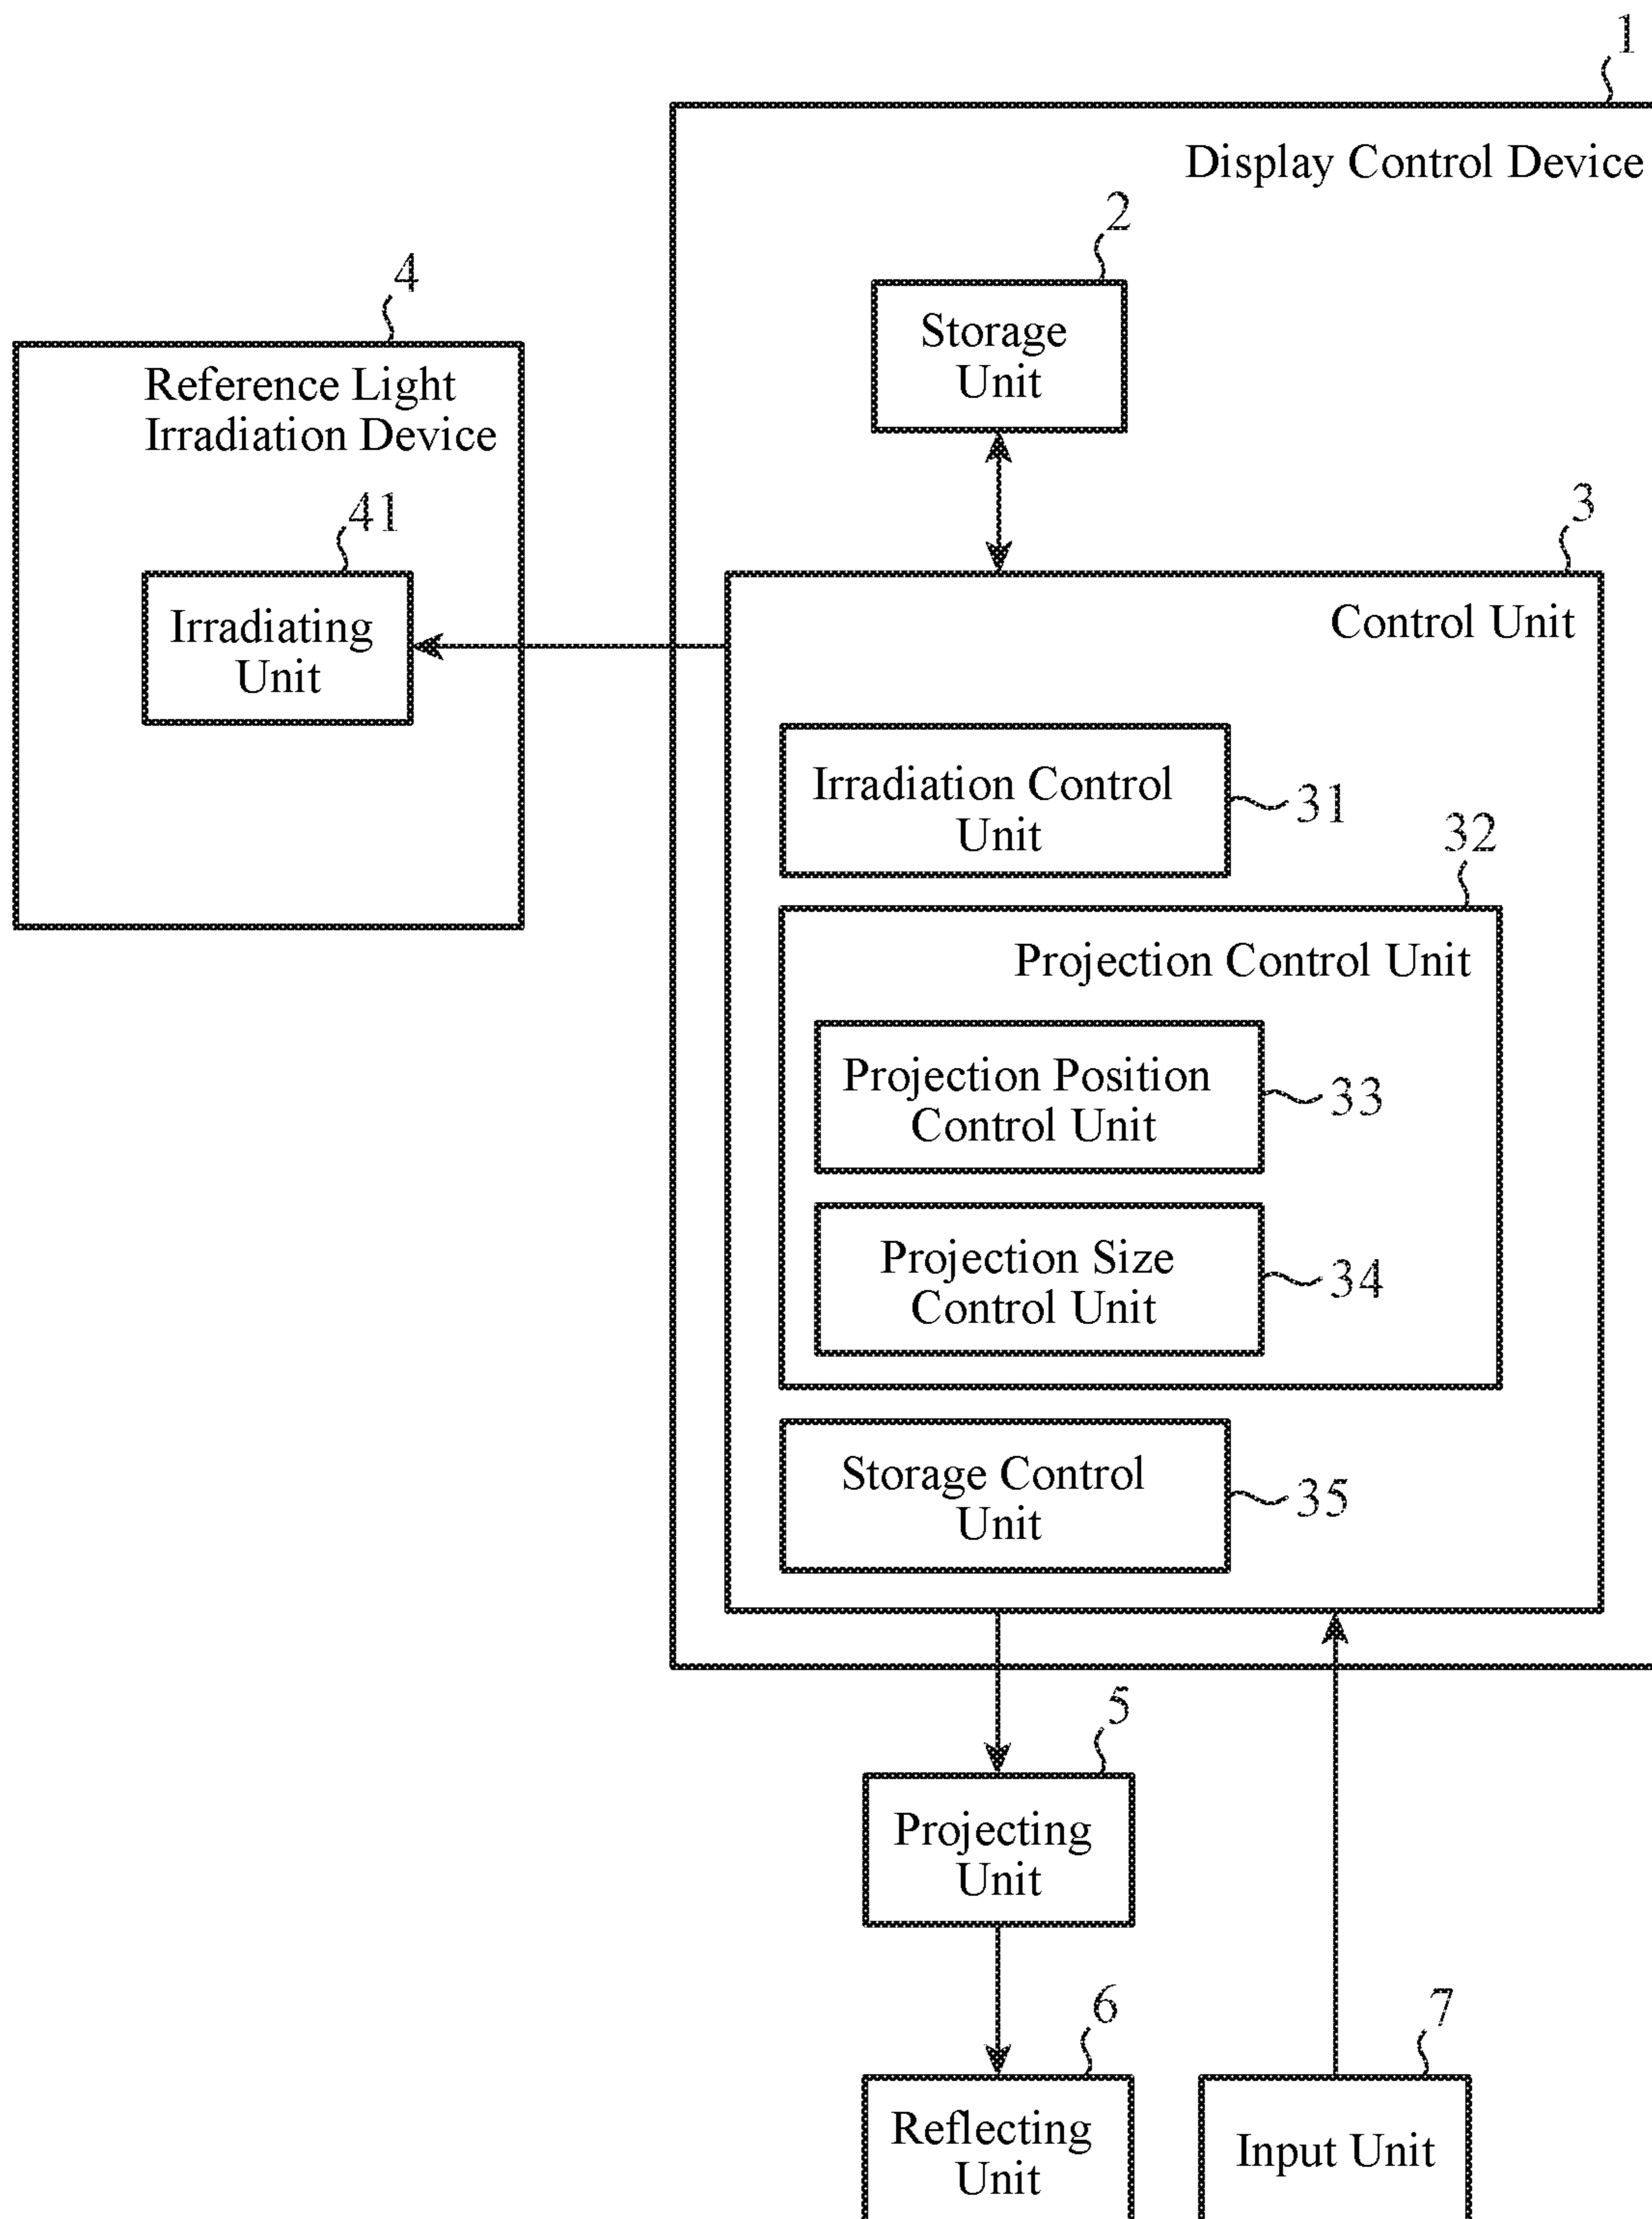 1
Display Control Device
2
Storage
Unit
4
Reference Light
Irradiation Device
41
Irradiating
Unit
3
Control Unit
Irradiation Control
Unit
31
32
Projection Control Unit
Projection Position
Control Unit
33
Projection Size
Control Unit
34
Storage Control
Unit
35
5
Projecting
Unit
6
Reflecting
Unit
7
Input Unit